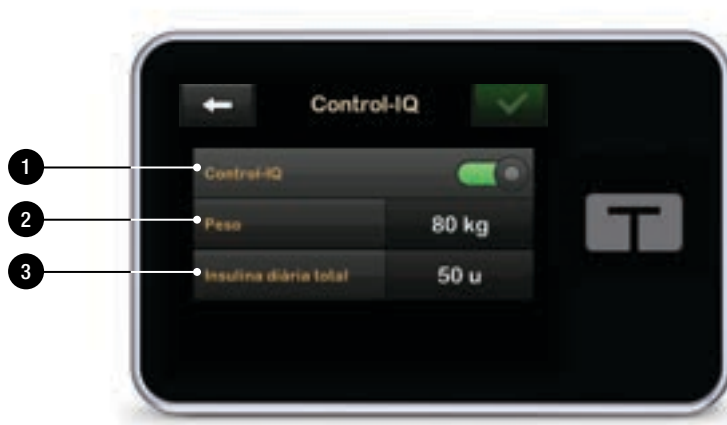 Control-IQ
1 Control-IQ
2 Peso 80 kg
3 Insulina diária total 50 u